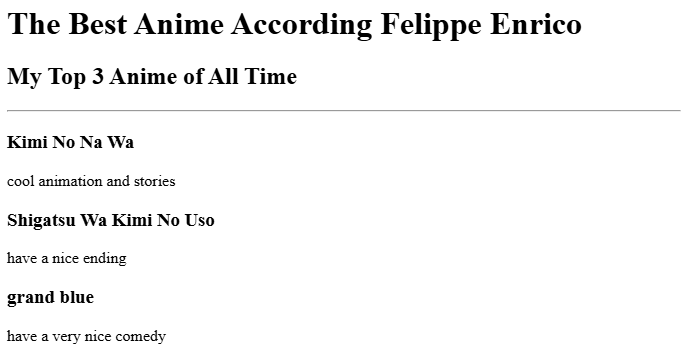 The Best Anime According Felippe Enrico
My Top 3 Anime of All Time
Kimi No Na Wa
cool animation and stories
Shigatsu Wa Kimi No Uso
have a nice ending
grand blue
have a very nice comedy